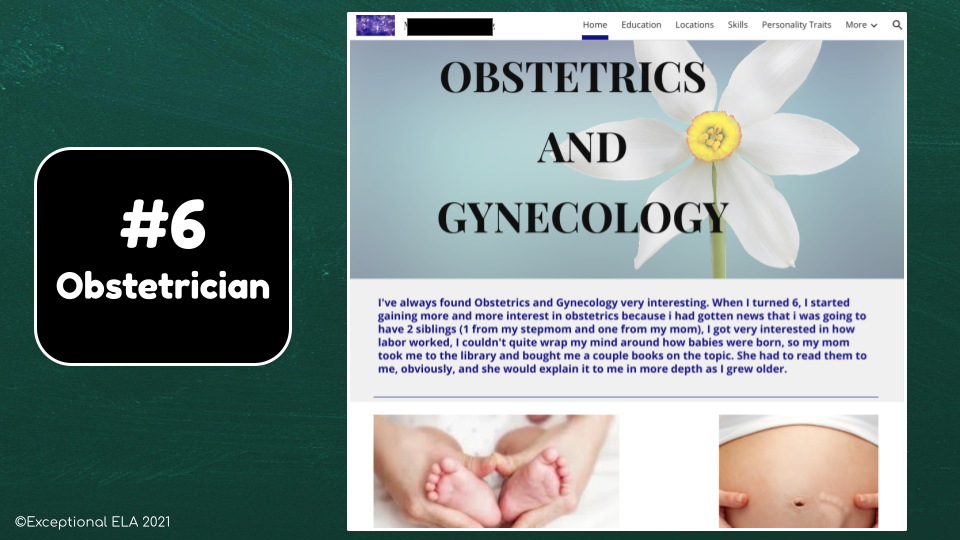 #6
Obstetrician
©Exceptional ELA 2021
Home Education Locations Skills Personality Traits More
OBSTETRICS
AND
GYNECOLOGY
I've always found Obstetrics and Gynecology very interesting. When I turned 6, I started
gaining more and more interest in obstetrics because i had gotten news that i was going to
have 2 siblings (1 from my stepmom and one from my mom), I got very interested in how
labor worked, I couldn't quite wrap my mind around how babies were born, so my mom
took me to the library and bought me a couple books on the topic. She had to read them to
me, obviously, and she would explain it to me in more depth as I grew older.